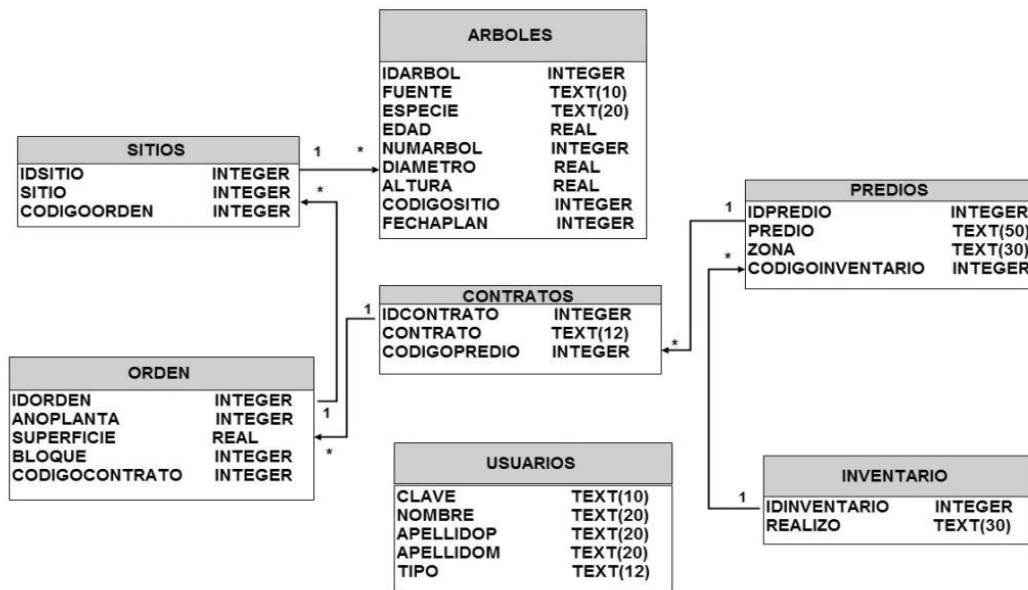 ARBOLES
IDARBOL INTEGER
FUENTE TEXT(10)
ESPECIE TEXT(20)
EDAD REAL
NUMARBOL INTEGER
DIAMETRO REAL
ALTURA REAL
CODIGOSITIO INTEGER
FECHAPLAN INTEGER
SITIOS
IDSITIO INTEGER
SITIO INTEGER
CODIGOORDEN INTEGER
1 *
*
PREDIOS
IDPREDIO INTEGER
PREDIO TEXT(50)
ZONA TEXT(30)
CODIGOINVENTARIO INTEGER
1
*
CONTRATOS
IDCONTRATO INTEGER
CONTRATO TEXT(12)
CODIGOPREDIO INTEGER
1
*
ORDEN
IDORDEN INTEGER
ANOPLANTA INTEGER
SUPERFICIE REAL
BLOQUE INTEGER
CODIGOCONTRATO INTEGER
1
*
USUARIOS
CLAVE TEXT(10)
NOMBRE TEXT(20)
APELLIDOP TEXT(20)
APELLIDOM TEXT(20)
TIPO TEXT(12)
INVENTARIO
IDINVENTARIO INTEGER
REALIZO TEXT(30)
1